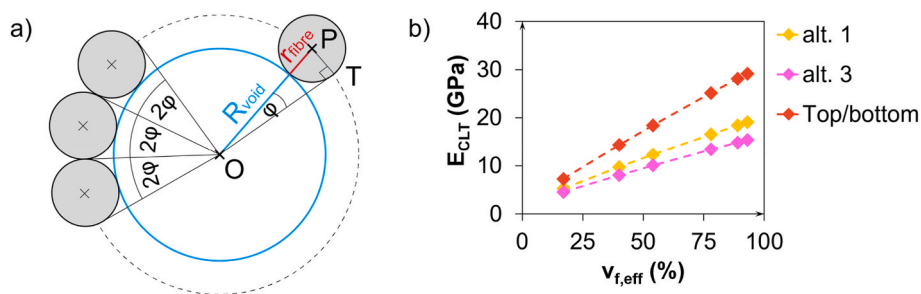 a)
P
r_fibre
T
R_void
φ
2φ
2φ
2φ
O
b)
E_CLT (GPa)
40
30
20
10
0
0
25
50
75
100
v_f,eff (%)
alt. 1
alt. 3
Top/bottom